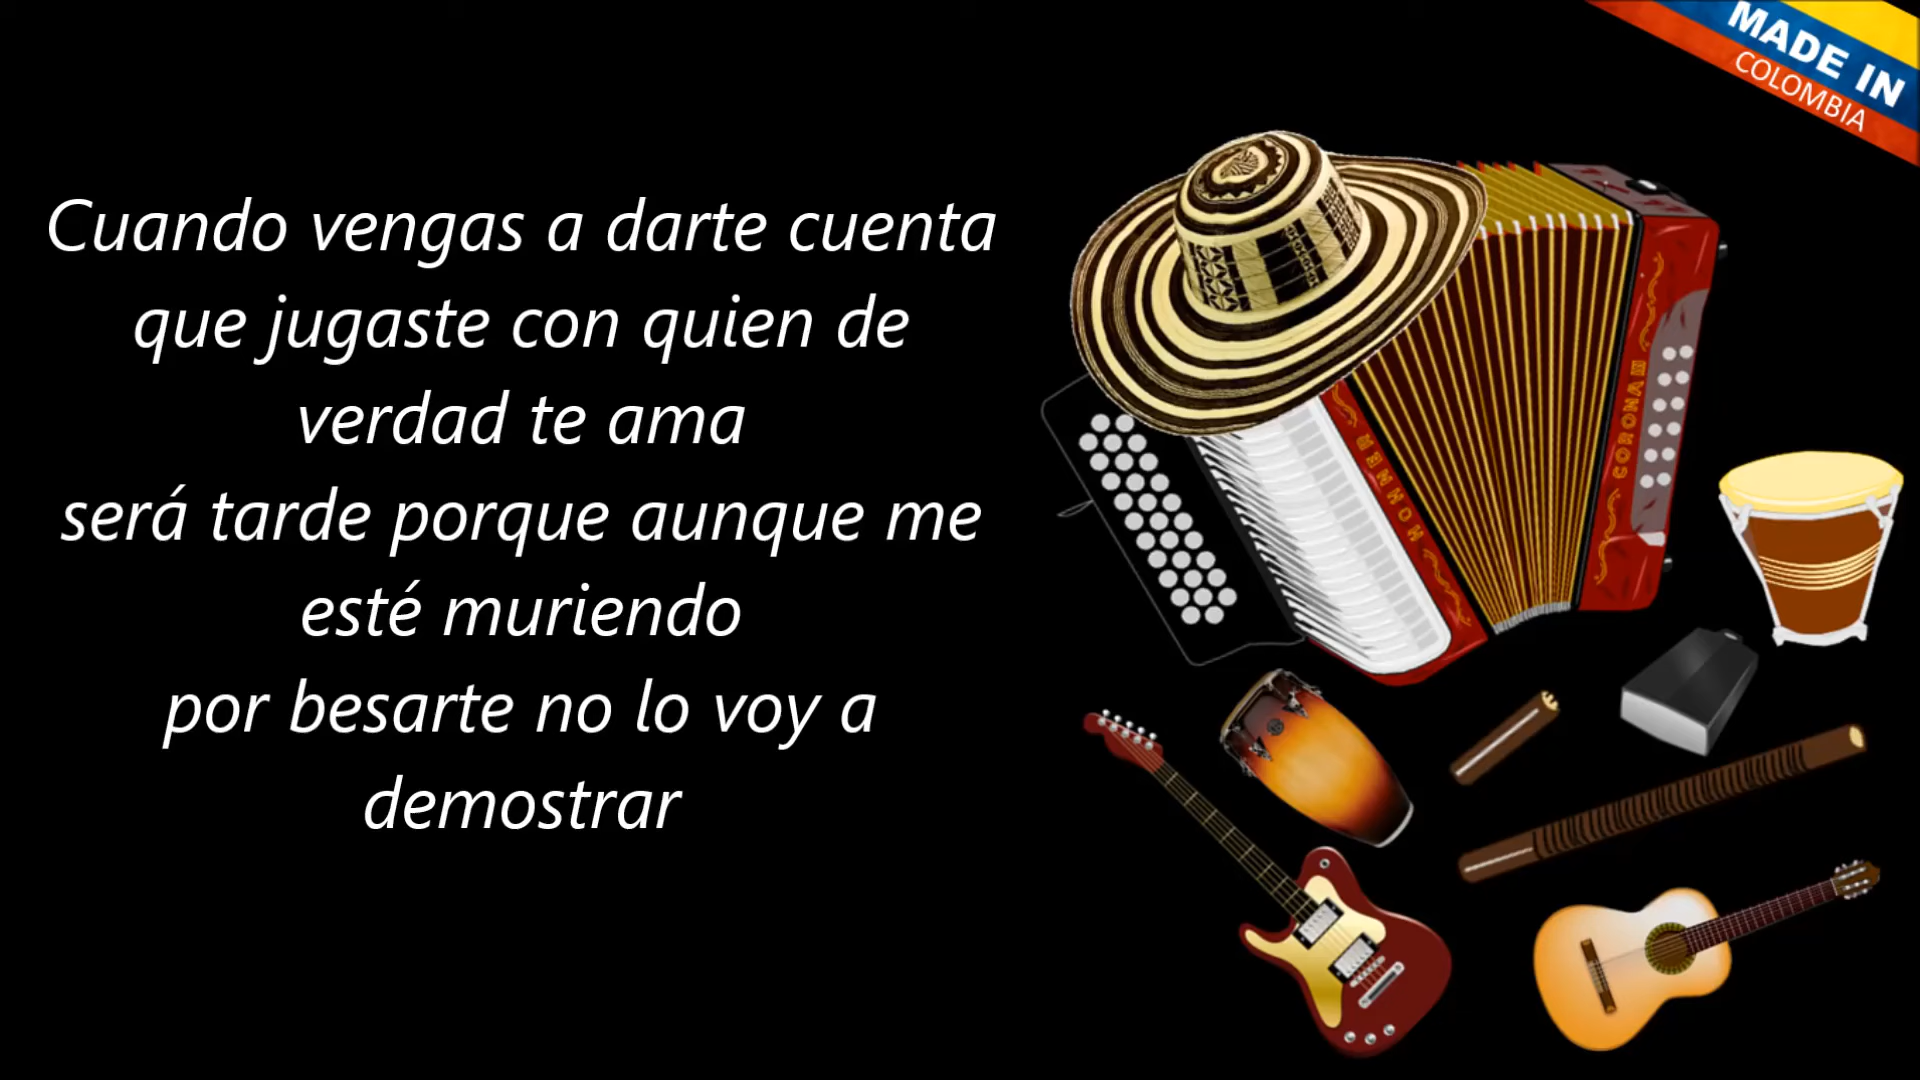 MADE IN
COLOMBIA
Cuando vengas a darte cuenta
que jugaste con quien de
verdad te ama
será tarde porque aunque me
esté muriendo
por besarte no lo voy a
demostrar
HOHNER
CORONA III